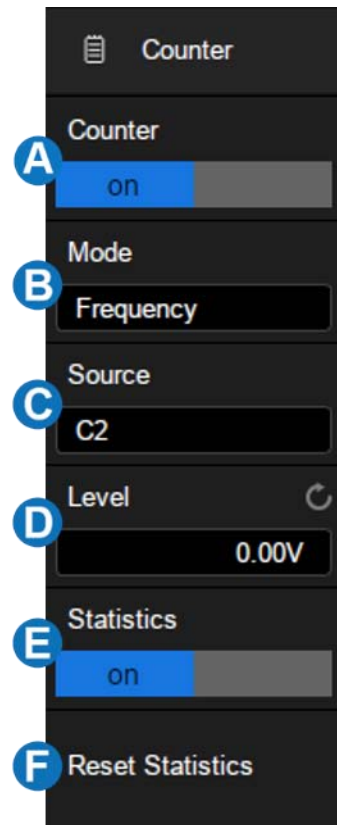 Counter
Counter
A
on
Mode
B
Frequency
Source
C
C2
Level
D
0.00V
Statistics
E
on
F Reset Statistics